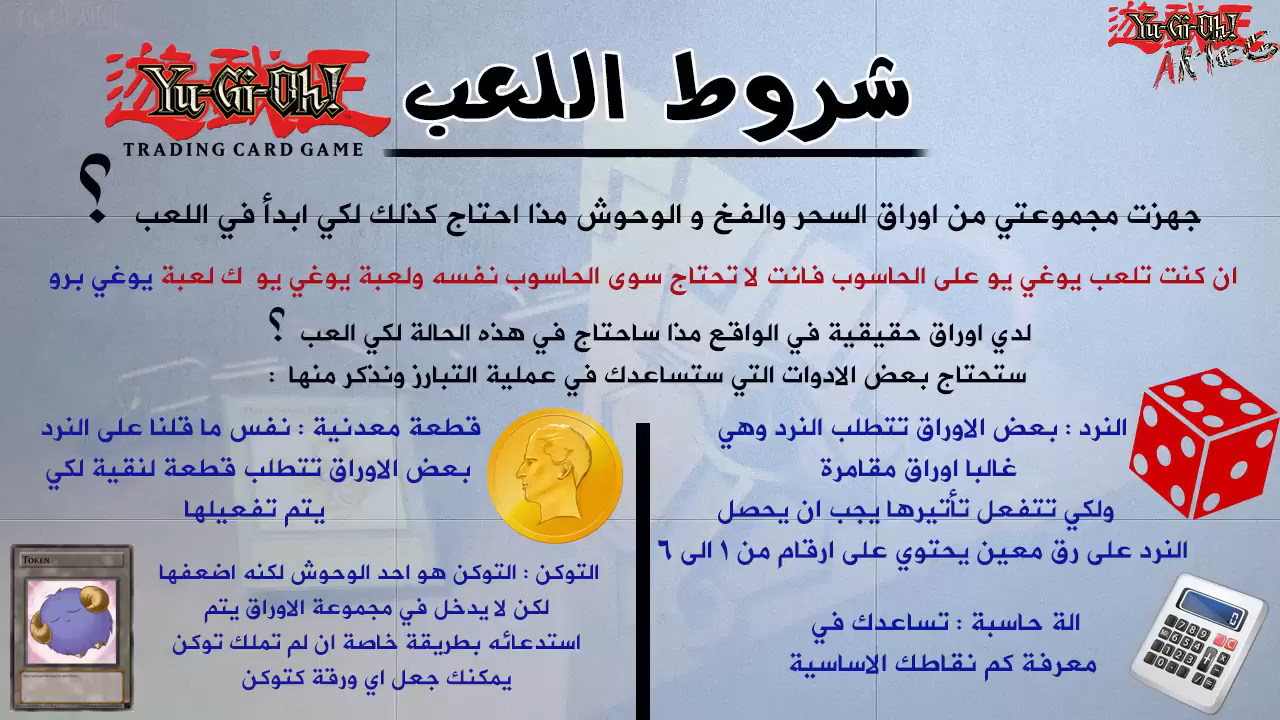 Yu-Gi-Oh!
شروط اللعب
Yu-Gi-Oh!
TRADING CARD GAME
جهزت مجموعتي من اوراق السحر والفخ و الوحوش مذا احتاج كذلك لكي ابدأ في اللعب ؟
ان كنت تلعب يوغي يو على الحاسوب فانت لا تحتاج سوى الحاسوب نفسه ولعبة يوغي يو ك لعبة يوغي برو
لدي اوراق حقيقية في الواقع مذا ساحتاج في هذه الحالة لكي العب ؟
ستحتاج بعض الادوات التي ستساعدك في عملية التبارز ونذكر منها :
النرد : بعض الاوراق تتطلب النرد وهي
غالبا اوراق مقامرة
ولكي تتفعل تأثيرها يجب ان يحصل
النرد على رق معين يحتوي على ارقام من ١ الى ٦
الة حاسبة : تساعدك في
معرفة كم نقاطك الاساسية
قطعة معدنية : نفس ما قلنا على النرد
بعض الاوراق تتطلب قطعة لنقية لكي
يتم تفعيلها
التوكن : التوكن هو احد الوحوش لكنه اضعفها
لكن لا يدخل في مجموعة الاوراق يتم
استدعائه بطريقة خاصة ان لم تملك توكن
يمكنك جعل اي ورقة كتوكن
TOKEN